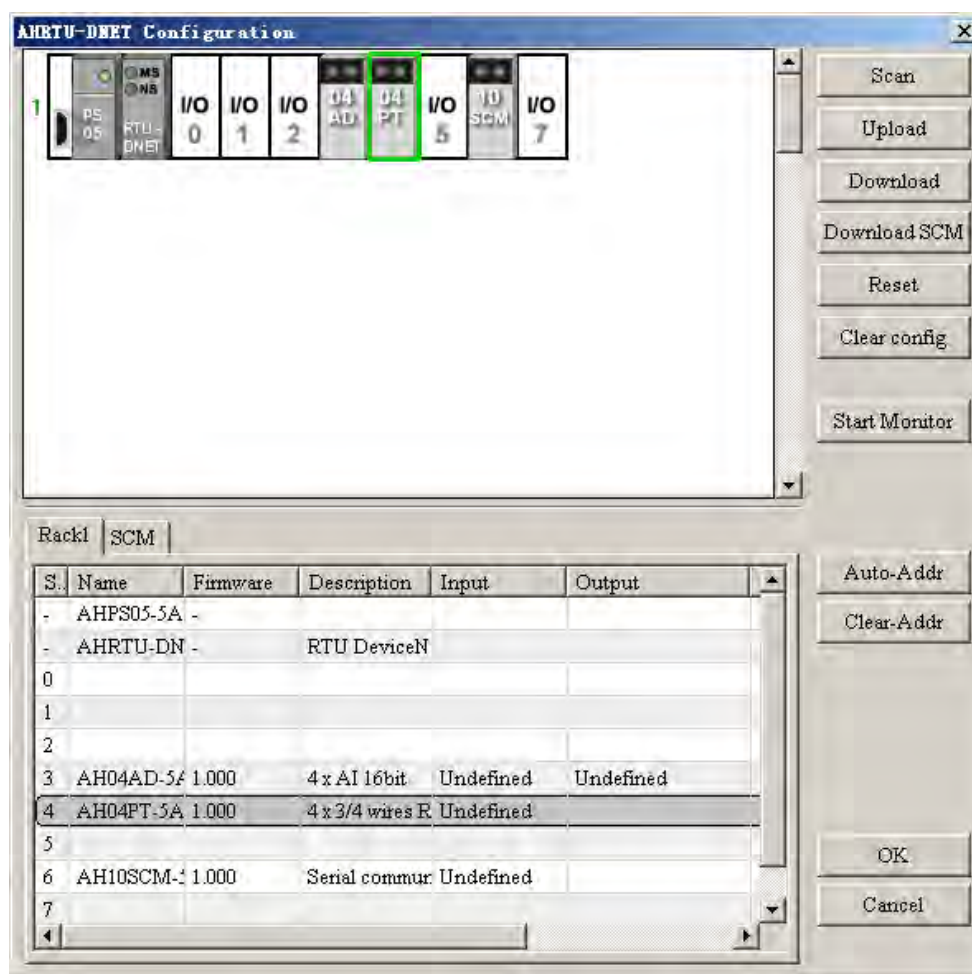 AHRTU-DNET Configuration
1
PS 05
MS
NS
RTU-
DNET
I/O 0
I/O 1
I/O 2
04 AD
04 PT
I/O 5
10 SCM
I/O 7
Scan
Upload
Download
Download SCM
Reset
Clear config
Start Monitor
Rack1 SCM
S.. Name Firmware Description Input Output
- AHPS05-5A -
- AHRTU-DN - RTU DeviceN
0
1
2
3 AH04AD-5A 1.000 4 x AI 16bit Undefined Undefined
4 AH04PT-5A 1.000 4 x 3/4 wires R Undefined
5
6 AH10SCM-5 1.000 Serial commun Undefined
7
Auto-Addr
Clear-Addr
OK
Cancel